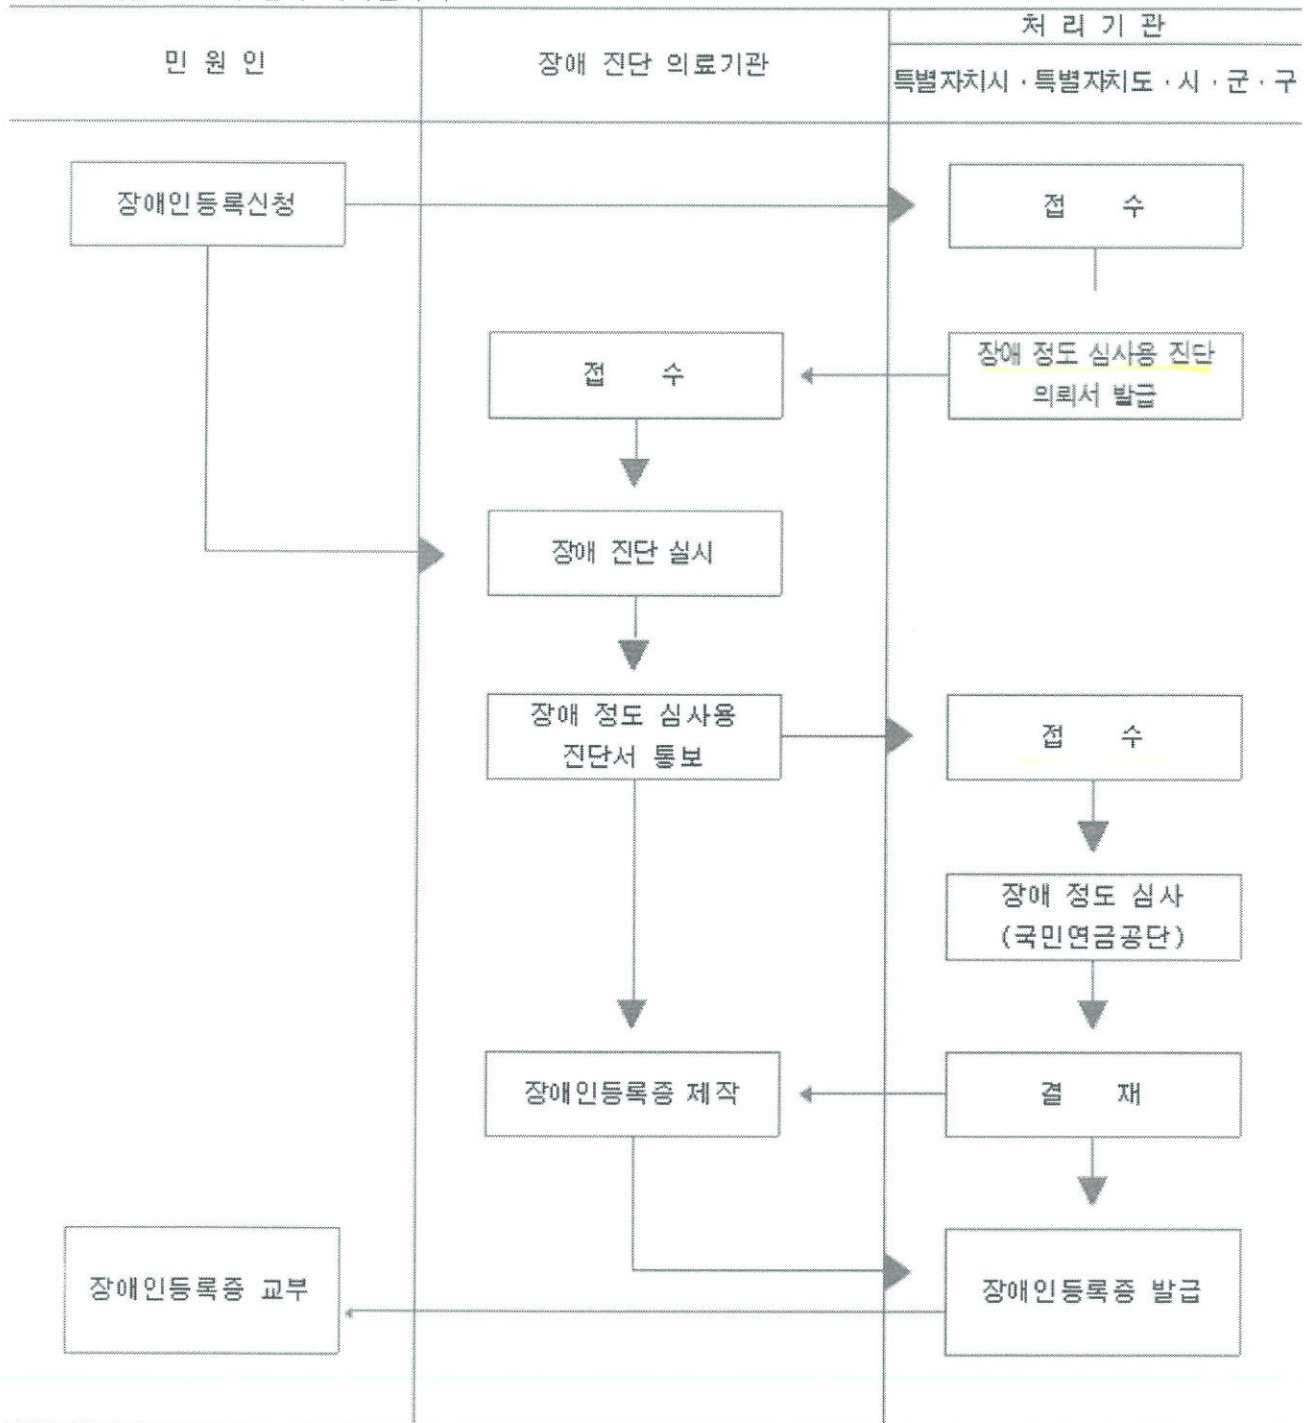 민 원 인
장애 진단 의료기관
처 리 기 관
특별자치시 · 특별자치도 · 시 · 군 · 구
장애인등록신청
접 수
장애 정도 심사용 진단
의뢰서 발급
접 수
장애 진단 실시
장애 정도 심사용
진단서 통보
접 수
장애 정도 심사
(국민연금공단)
결 재
장애인등록증 제작
장애인등록증 발급
장애인등록증 교부